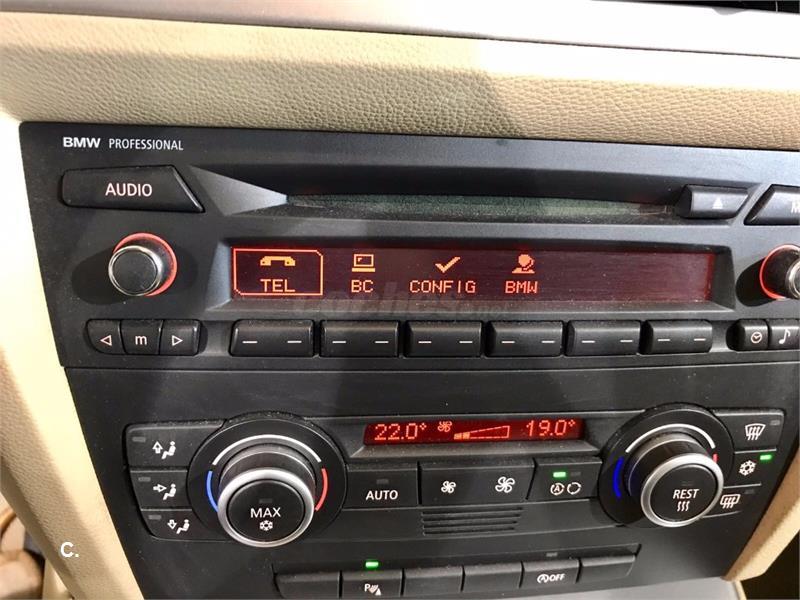 BMW PROFESSIONAL
AUDIO
TEL BC CONFIG BMW
m
22.0° 19.0°
AUTO
MAX
REST
OFF
C.